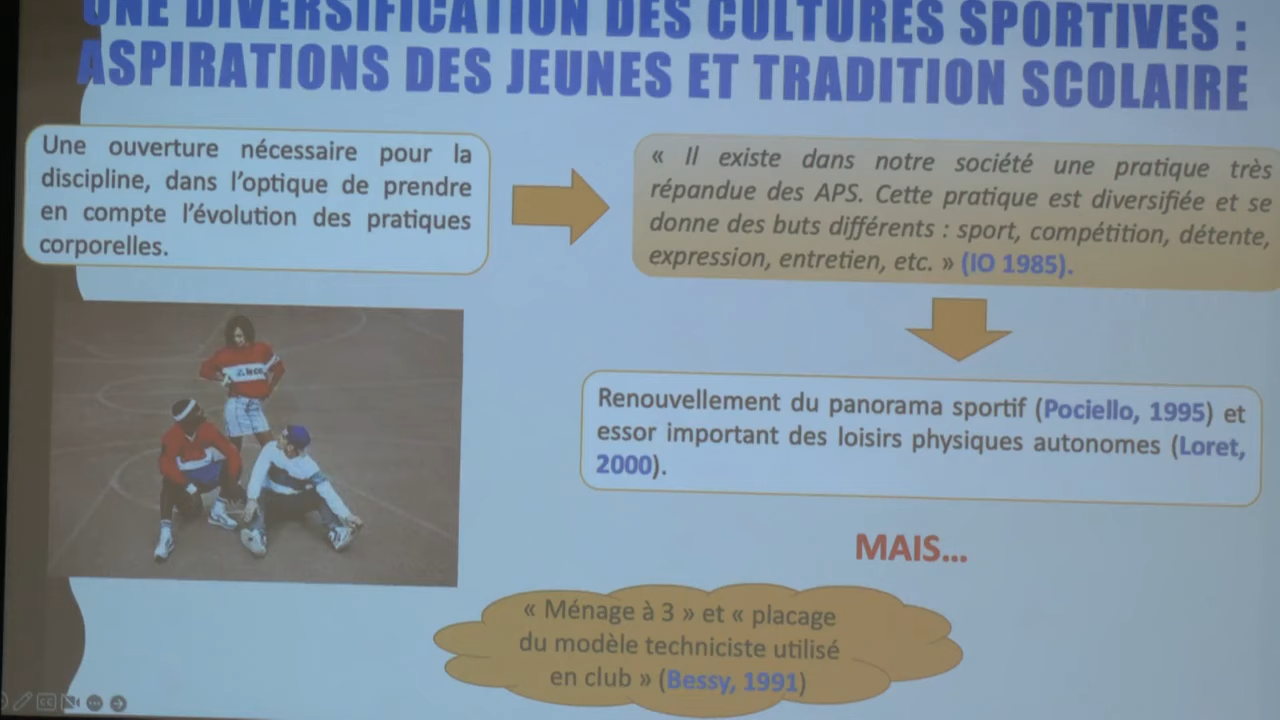 UNE DIVERSIFICATION DES CULTURES SPORTIVES :
ASPIRATIONS DES JEUNES ET TRADITION SCOLAIRE
Une ouverture nécessaire pour la
discipline, dans l'optique de prendre
en compte l'évolution des pratiques
corporelles.
« Il existe dans notre société une pratique très
répandue des APS. Cette pratique est diversifiée et se
donne des buts différents : sport, compétition, détente,
expression, entretien, etc. » (IO 1985).
Renouvellement du panorama sportif (Pociello, 1995) et
essor important des loisirs physiques autonomes (Loret,
2000).
MAIS...
« Ménage à 3 » et « placage
du modèle techniciste utilisé
en club » (Bessy, 1991)
CC